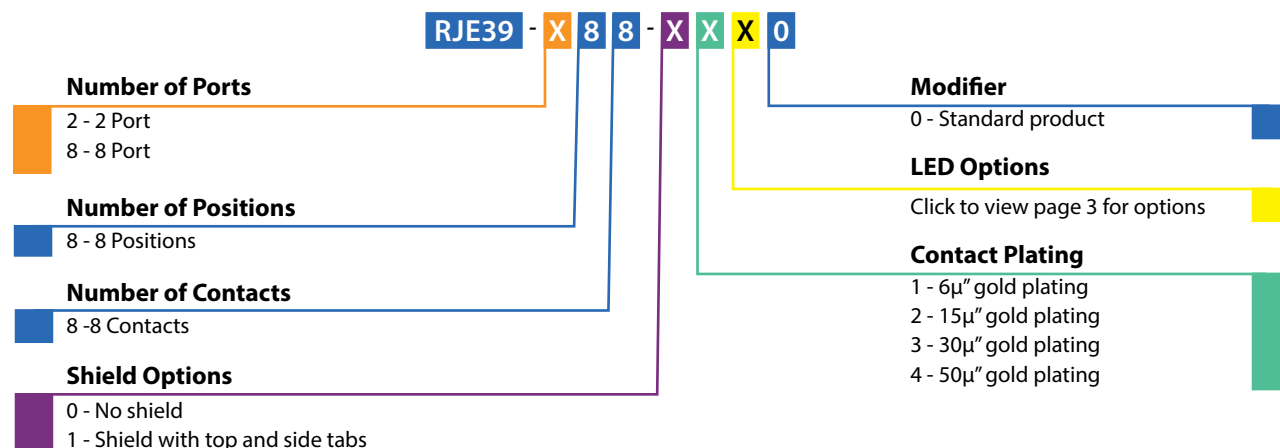 RJE39 - X 8 8 - X X X 0
Number of Ports
2 - 2 Port
8 - 8 Port
Number of Positions
8 - 8 Positions
Number of Contacts
8 -8 Contacts
Shield Options
0 - No shield
1 - Shield with top and side tabs
Modifier
0 - Standard product
LED Options
Click to view page 3 for options
Contact Plating
1 - 6µ” gold plating
2 - 15µ” gold plating
3 - 30µ” gold plating
4 - 50µ” gold plating